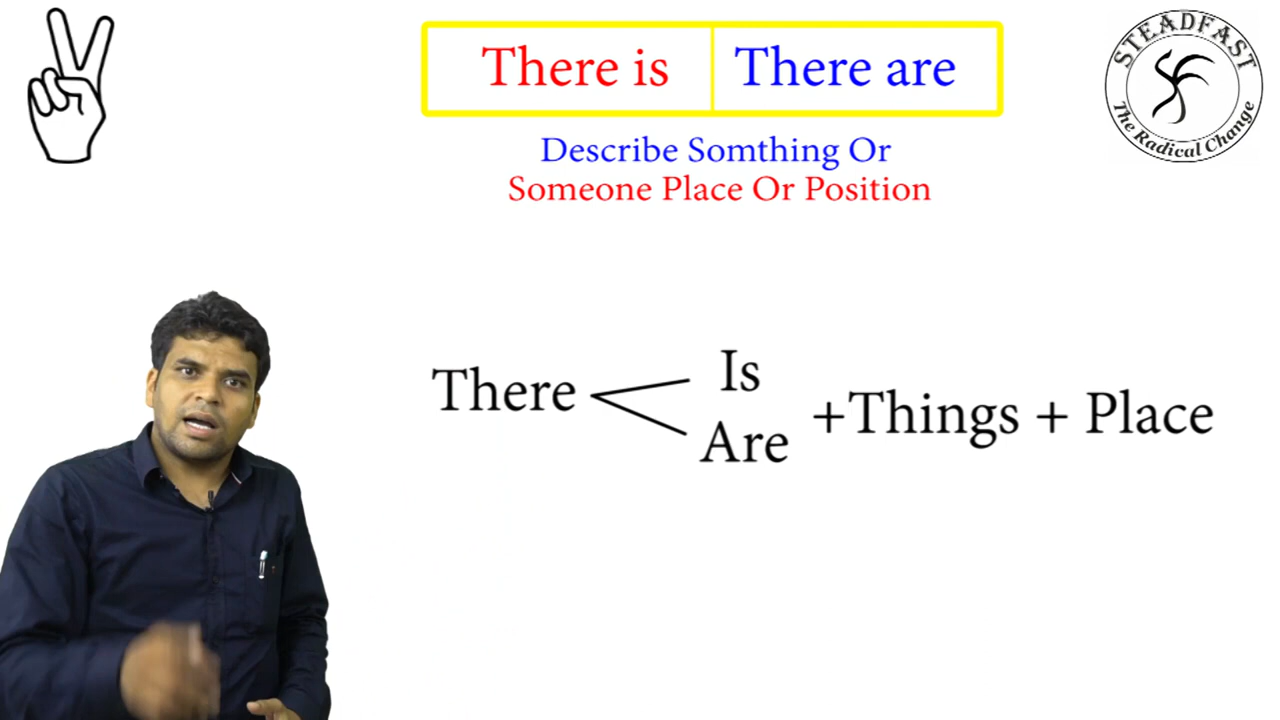 There is There are
STEADFAST
The Radical Change
Describe Somthing Or
Someone Place Or Position
There Is Are +Things + Place